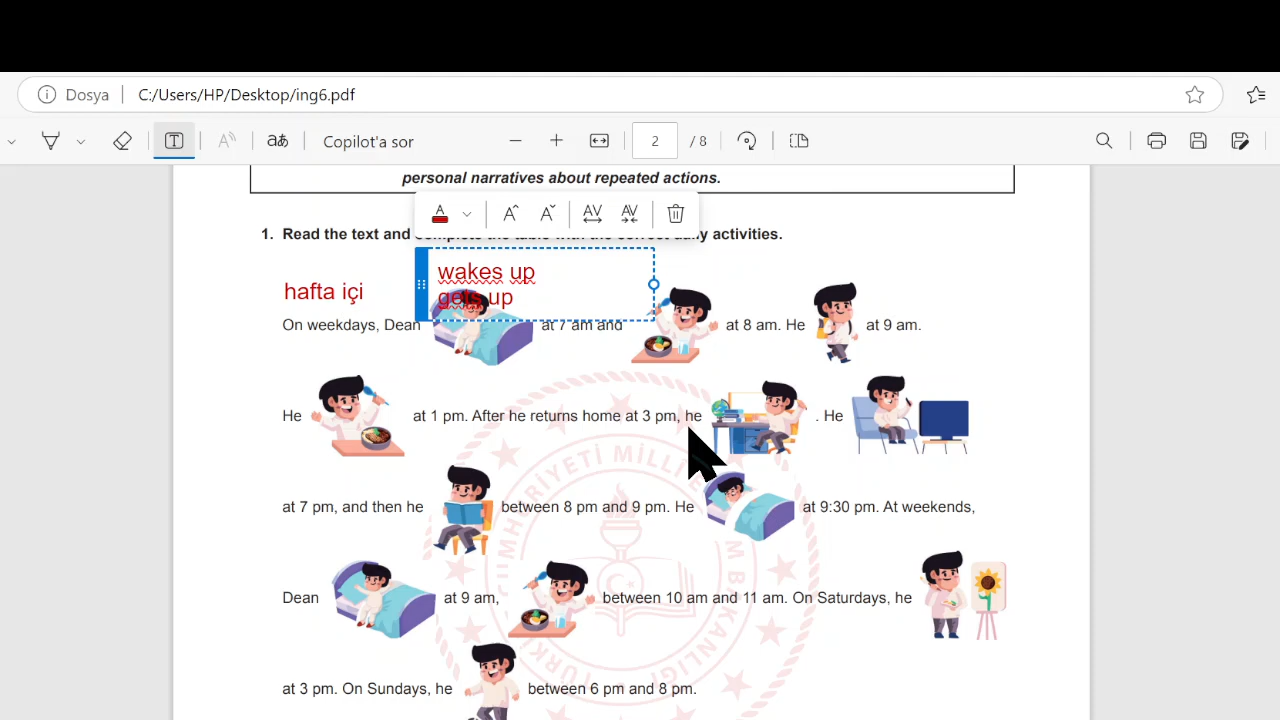 Dosya C:/Users/HP/Desktop/ing6.pdf
aあ Copilot'a sor 2 / 8
personal narratives about repeated actions.
1. Read the text and complete the table with the correct daily activities.
wakes up
hafta içi
gets up
On weekdays, Dean at 7 am and at 8 am. He at 9 am.
He at 1 pm. After he returns home at 3 pm, he . He
at 7 pm, and then he between 8 pm and 9 pm. He at 9:30 pm. At weekends,
Dean at 9 am, between 10 am and 11 am. On Saturdays, he
at 3 pm. On Sundays, he between 6 pm and 8 pm.